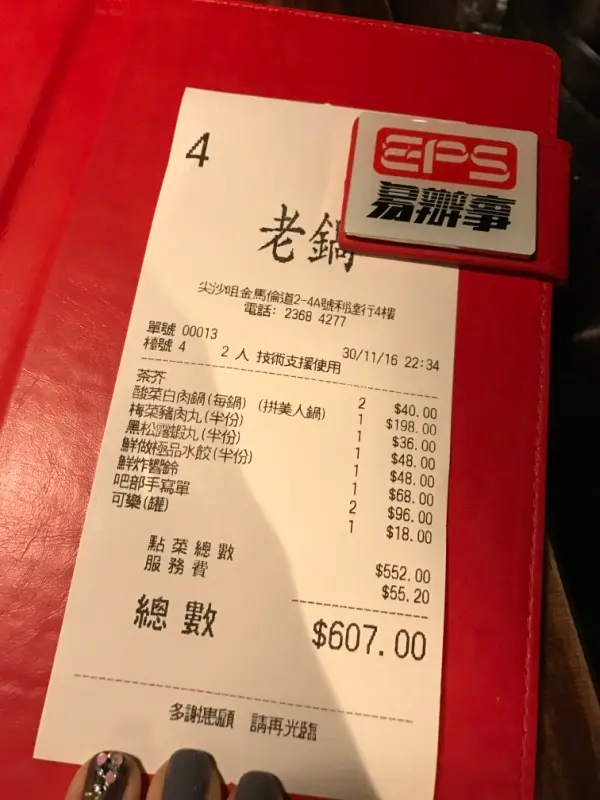 4
EPS
易辦事
老鍋
尖沙咀金馬倫道2-4A號利達行4樓
電話: 2368 4277
單號 00013
檯號 4 2 人 技術支援使用 30/11/16 22:34
茶芥 2 $40.00
酸菜白肉鍋(每鍋) (拼美人鍋) 1 $198.00
梅菜豬肉丸(半份) 1 $36.00
黑松露蝦丸(半份) 1 $48.00
鮮做極品水餃(半份) 1 $48.00
鮮炸響鈴 1 $68.00
吧部手寫單 2 $96.00
可樂(罐) 1 $18.00
點菜總數 $552.00
服務費 $55.20
總數 $607.00
多謝惠顧 請再光臨